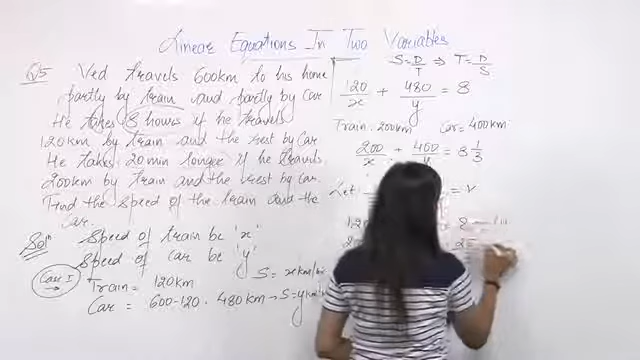 Linear Equations In Two Variables
Q5 Ved travels 600km to his home
partly by train and partly by car
He takes 8 hours if he travels
120km by train and the rest by car
He takes 20min longer if he travels
200km by train and the rest by car.
Find the speed of the train and the
car.
Solⁿ Speed of train be 'x'
Speed of car be 'y'
Case I Train = 120km S = x km/hr
Car = 600-120 = 480km → S = y km/hr
S = D/T ⇒ T = D/S
120/x + 480/y = 8
Train = 200km Car = 400km
200/x + 400/y = 8 1/3
Let = v
120 8
25